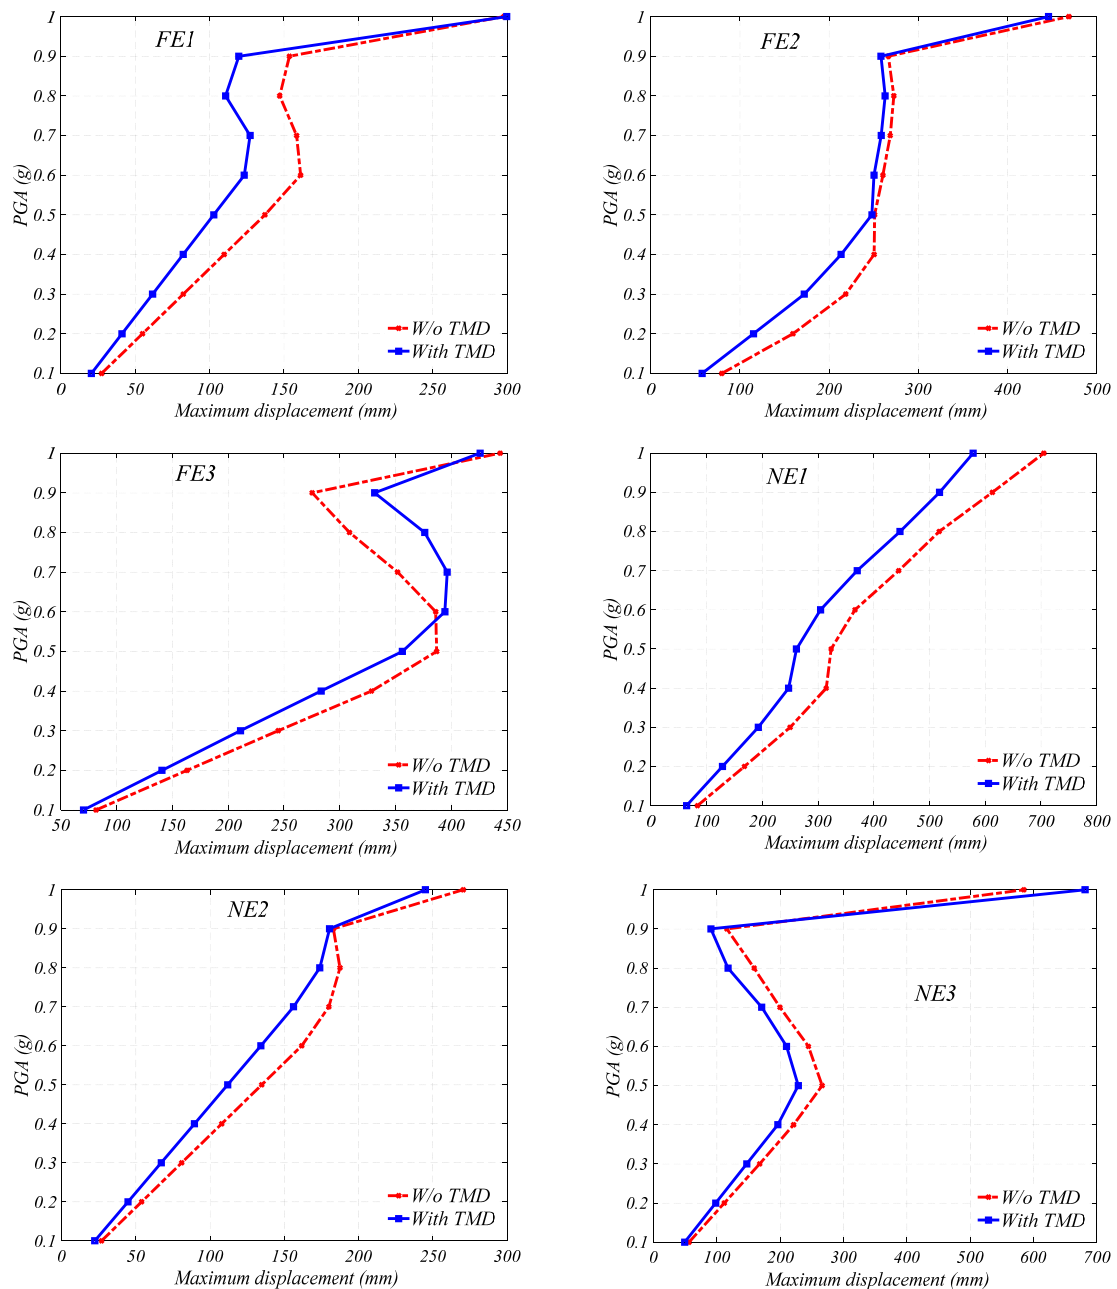 FE1
PGA (g)
1
0.9
0.8
0.7
0.6
0.5
0.4
0.3
0.2
0.1
W/o TMD
With TMD
0 50 100 150 200 250 300
Maximum displacement (mm)
FE2
PGA (g)
1
0.9
0.8
0.7
0.6
0.5
0.4
0.3
0.2
0.1
W/o TMD
With TMD
0 100 200 300 400 500
Maximum displacement (mm)
FE3
PGA (g)
1
0.9
0.8
0.7
0.6
0.5
0.4
0.3
0.2
0.1
W/o TMD
With TMD
50 100 150 200 250 300 350 400 450
Maximum displacement (mm)
NE1
PGA (g)
1
0.9
0.8
0.7
0.6
0.5
0.4
0.3
0.2
0.1
W/o TMD
With TMD
0 100 200 300 400 500 600 700 800
Maximum displacement (mm)
NE2
PGA (g)
1
0.9
0.8
0.7
0.6
0.5
0.4
0.3
0.2
0.1
W/o TMD
With TMD
0 50 100 150 200 250 300
Maximum displacement (mm)
NE3
PGA (g)
1
0.9
0.8
0.7
0.6
0.5
0.4
0.3
0.2
0.1
W/o TMD
With TMD
0 100 200 300 400 500 600 700
Maximum displacement (mm)